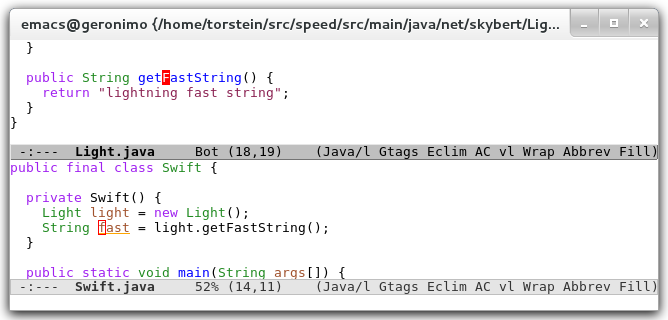 emacs@geronimo {/home/torstein/src/speed/src/main/java/net/skybert/Lig...
  }
  public String getFastString() {
    return "lightning fast string";
  }
}
-:---  Light.java     Bot (18,19)    (Java/l Gtags Eclim AC vl Wrap Abbrev Fill)
public final class Swift {
  private Swift() {
    Light light = new Light();
    String fast = light.getFastString();
  }
  public static void main(String args[]) {
-:---  Swift.java     52% (14,11)    (Java/l Gtags Eclim AC vl Wrap Abbrev Fill)